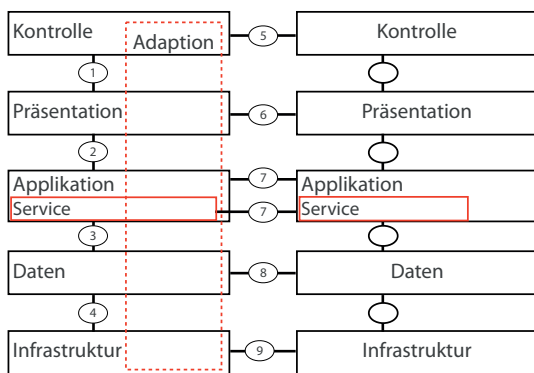 Kontrolle
Adaption
5
Kontrolle
1
Präsentation
6
Präsentation
2
Applikation
7
Applikation
Service
7
Service
3
Daten
8
Daten
4
Infrastruktur
9
Infrastruktur